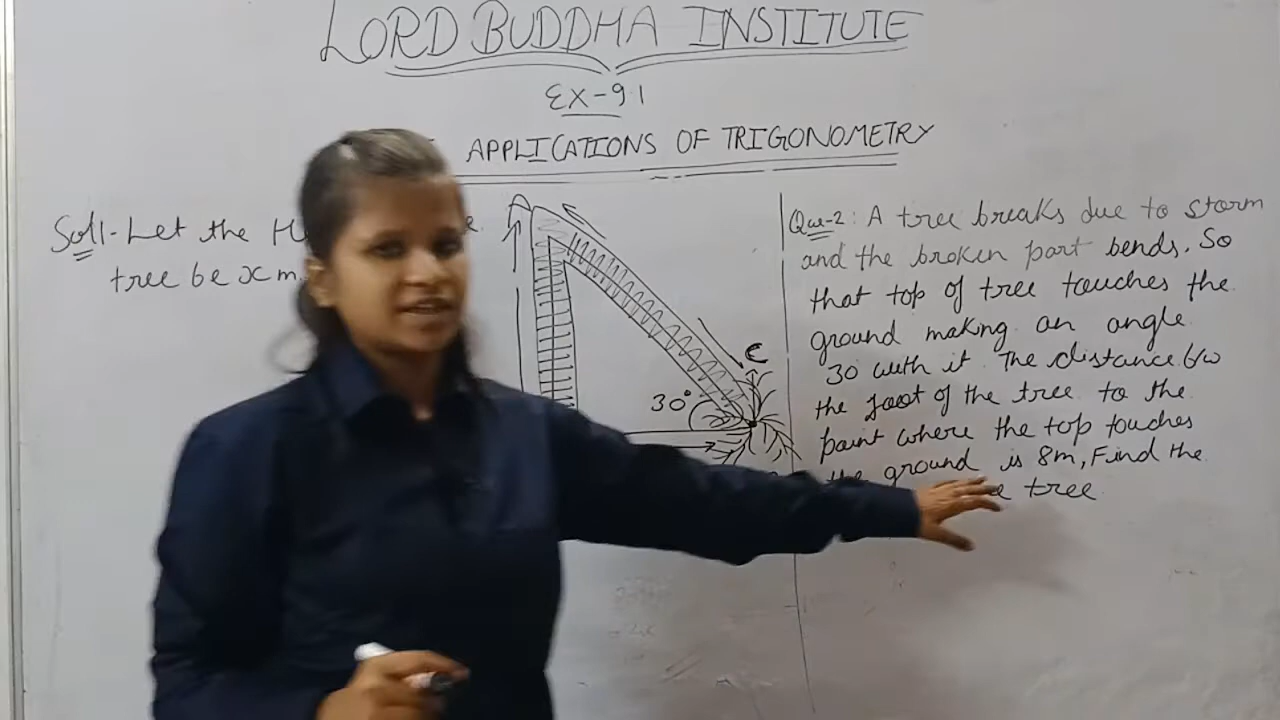 LORD BUDDHA INSTITUTE
EX-9.1
APPLICATIONS OF TRIGONOMETRY
Soll- Let the
tree be x m.
30°
C
Que-2: A tree breaks due to storm
and the broken part bends. So
that top of tree touches the
ground making an angle
30 with it. The distance b/w
the foot of the tree to the
point where the top touches
the ground is 8m, Find the
tree